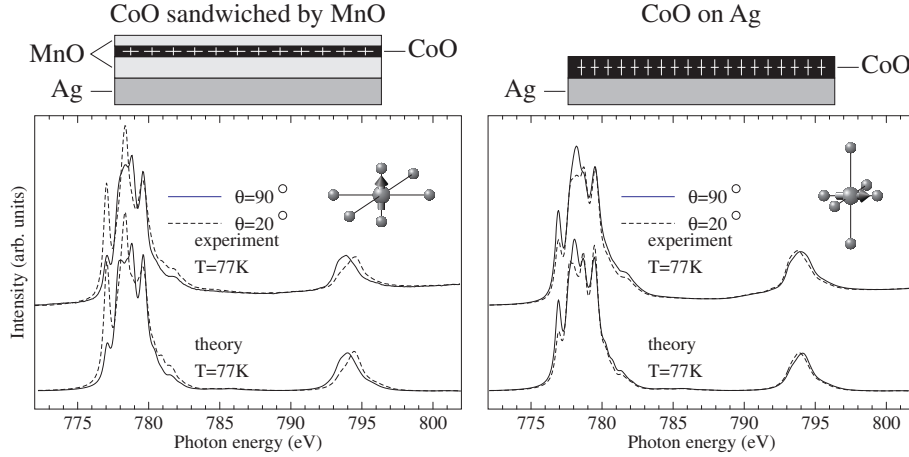 CoO sandwiched by MnO
MnO
CoO
Ag
θ=90 °
θ=20 °
experiment
T=77K
theory
T=77K
Intensity (arb. units)
775 780 785 790 795 800
Photon energy (eV)
CoO on Ag
CoO
Ag
θ=90 °
θ=20 °
experiment
T=77K
theory
T=77K
775 780 785 790 795 800
Photon energy (eV)